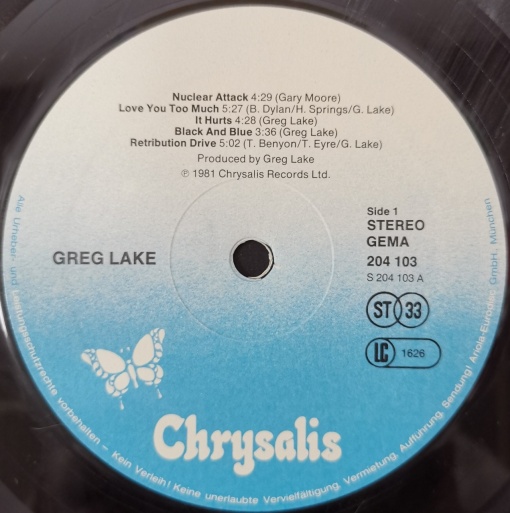 Nuclear Attack 4:29 (Gary Moore)
Love You Too Much 5:27 (B. Dylan/H. Springs/G. Lake)
It Hurts 4:28 (Greg Lake)
Black And Blue 3:36 (Greg Lake)
Retribution Drive 5:02 (T. Benyon/T. Eyre/G. Lake)
Produced by Greg Lake
℗ 1981 Chrysalis Records Ltd.
GREG LAKE
Side 1
STEREO
GEMA
204 103
S 204 103 A
ST 33
LC 1626
Chrysalis
Alle Urheber- und Leistungsschutzrechte vorbehalten – Kein Verleih! Keine unerlaubte Vervielfältigung, Vermietung, Aufführung, Sendung! Ariola-Eurodisc GmbH, München